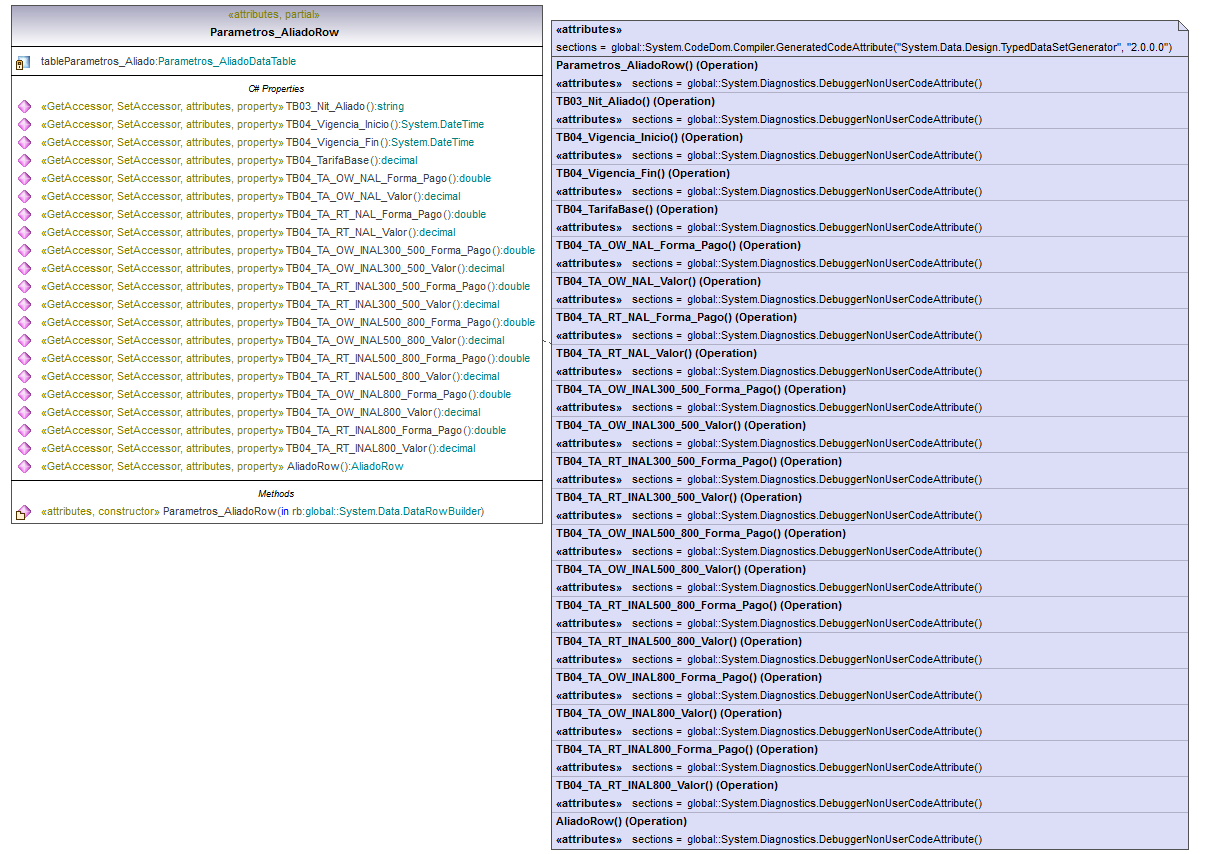 «attributes, partial»
Parametros_AliadoRow
tableParametros_Aliado:Parametros_AliadoDataTable
C# Properties
«GetAccessor, SetAccessor, attributes, property» TB03_Nit_Aliado():string
«GetAccessor, SetAccessor, attributes, property» TB04_Vigencia_Inicio():System.DateTime
«GetAccessor, SetAccessor, attributes, property» TB04_Vigencia_Fin():System.DateTime
«GetAccessor, SetAccessor, attributes, property» TB04_TarifaBase():decimal
«GetAccessor, SetAccessor, attributes, property» TB04_TA_OW_NAL_Forma_Pago():double
«GetAccessor, SetAccessor, attributes, property» TB04_TA_OW_NAL_Valor():decimal
«GetAccessor, SetAccessor, attributes, property» TB04_TA_RT_NAL_Forma_Pago():double
«GetAccessor, SetAccessor, attributes, property» TB04_TA_RT_NAL_Valor():decimal
«GetAccessor, SetAccessor, attributes, property» TB04_TA_OW_INAL300_500_Forma_Pago():double
«GetAccessor, SetAccessor, attributes, property» TB04_TA_OW_INAL300_500_Valor():decimal
«GetAccessor, SetAccessor, attributes, property» TB04_TA_RT_INAL300_500_Forma_Pago():double
«GetAccessor, SetAccessor, attributes, property» TB04_TA_RT_INAL300_500_Valor():decimal
«GetAccessor, SetAccessor, attributes, property» TB04_TA_OW_INAL500_800_Forma_Pago():double
«GetAccessor, SetAccessor, attributes, property» TB04_TA_OW_INAL500_800_Valor():decimal
«GetAccessor, SetAccessor, attributes, property» TB04_TA_RT_INAL500_800_Forma_Pago():double
«GetAccessor, SetAccessor, attributes, property» TB04_TA_RT_INAL500_800_Valor():decimal
«GetAccessor, SetAccessor, attributes, property» TB04_TA_OW_INAL800_Forma_Pago():double
«GetAccessor, SetAccessor, attributes, property» TB04_TA_OW_INAL800_Valor():decimal
«GetAccessor, SetAccessor, attributes, property» TB04_TA_RT_INAL800_Forma_Pago():double
«GetAccessor, SetAccessor, attributes, property» TB04_TA_RT_INAL800_Valor():decimal
«GetAccessor, SetAccessor, attributes, property» AliadoRow():AliadoRow
Methods
«attributes, constructor» Parametros_AliadoRow(in rb:global::System.Data.DataRowBuilder)
«attributes»
sections = global::System.CodeDom.Compiler.GeneratedCodeAttribute("System.Data.Design.TypedDataSetGenerator", "2.0.0.0")
Parametros_AliadoRow() (Operation)
«attributes» sections = global::System.Diagnostics.DebuggerNonUserCodeAttribute()
TB03_Nit_Aliado() (Operation)
«attributes» sections = global::System.Diagnostics.DebuggerNonUserCodeAttribute()
TB04_Vigencia_Inicio() (Operation)
«attributes» sections = global::System.Diagnostics.DebuggerNonUserCodeAttribute()
TB04_Vigencia_Fin() (Operation)
«attributes» sections = global::System.Diagnostics.DebuggerNonUserCodeAttribute()
TB04_TarifaBase() (Operation)
«attributes» sections = global::System.Diagnostics.DebuggerNonUserCodeAttribute()
TB04_TA_OW_NAL_Forma_Pago() (Operation)
«attributes» sections = global::System.Diagnostics.DebuggerNonUserCodeAttribute()
TB04_TA_OW_NAL_Valor() (Operation)
«attributes» sections = global::System.Diagnostics.DebuggerNonUserCodeAttribute()
TB04_TA_RT_NAL_Forma_Pago() (Operation)
«attributes» sections = global::System.Diagnostics.DebuggerNonUserCodeAttribute()
TB04_TA_RT_NAL_Valor() (Operation)
«attributes» sections = global::System.Diagnostics.DebuggerNonUserCodeAttribute()
TB04_TA_OW_INAL300_500_Forma_Pago() (Operation)
«attributes» sections = global::System.Diagnostics.DebuggerNonUserCodeAttribute()
TB04_TA_OW_INAL300_500_Valor() (Operation)
«attributes» sections = global::System.Diagnostics.DebuggerNonUserCodeAttribute()
TB04_TA_RT_INAL300_500_Forma_Pago() (Operation)
«attributes» sections = global::System.Diagnostics.DebuggerNonUserCodeAttribute()
TB04_TA_RT_INAL300_500_Valor() (Operation)
«attributes» sections = global::System.Diagnostics.DebuggerNonUserCodeAttribute()
TB04_TA_OW_INAL500_800_Forma_Pago() (Operation)
«attributes» sections = global::System.Diagnostics.DebuggerNonUserCodeAttribute()
TB04_TA_OW_INAL500_800_Valor() (Operation)
«attributes» sections = global::System.Diagnostics.DebuggerNonUserCodeAttribute()
TB04_TA_RT_INAL500_800_Forma_Pago() (Operation)
«attributes» sections = global::System.Diagnostics.DebuggerNonUserCodeAttribute()
TB04_TA_RT_INAL500_800_Valor() (Operation)
«attributes» sections = global::System.Diagnostics.DebuggerNonUserCodeAttribute()
TB04_TA_OW_INAL800_Forma_Pago() (Operation)
«attributes» sections = global::System.Diagnostics.DebuggerNonUserCodeAttribute()
TB04_TA_OW_INAL800_Valor() (Operation)
«attributes» sections = global::System.Diagnostics.DebuggerNonUserCodeAttribute()
TB04_TA_RT_INAL800_Forma_Pago() (Operation)
«attributes» sections = global::System.Diagnostics.DebuggerNonUserCodeAttribute()
TB04_TA_RT_INAL800_Valor() (Operation)
«attributes» sections = global::System.Diagnostics.DebuggerNonUserCodeAttribute()
AliadoRow() (Operation)
«attributes» sections = global::System.Diagnostics.DebuggerNonUserCodeAttribute()